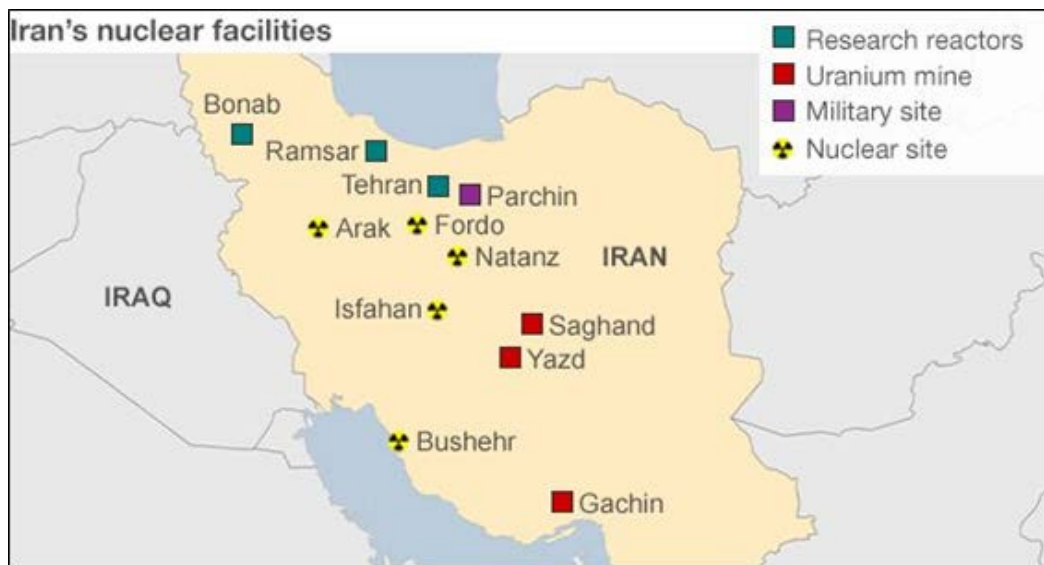 Iran's nuclear facilities
Research reactors
Uranium mine
Military site
Nuclear site
Bonab
Ramsar
Tehran
Parchin
Arak
Fordo
Natanz
IRAN
IRAQ
Isfahan
Saghand
Yazd
Bushehr
Gachin